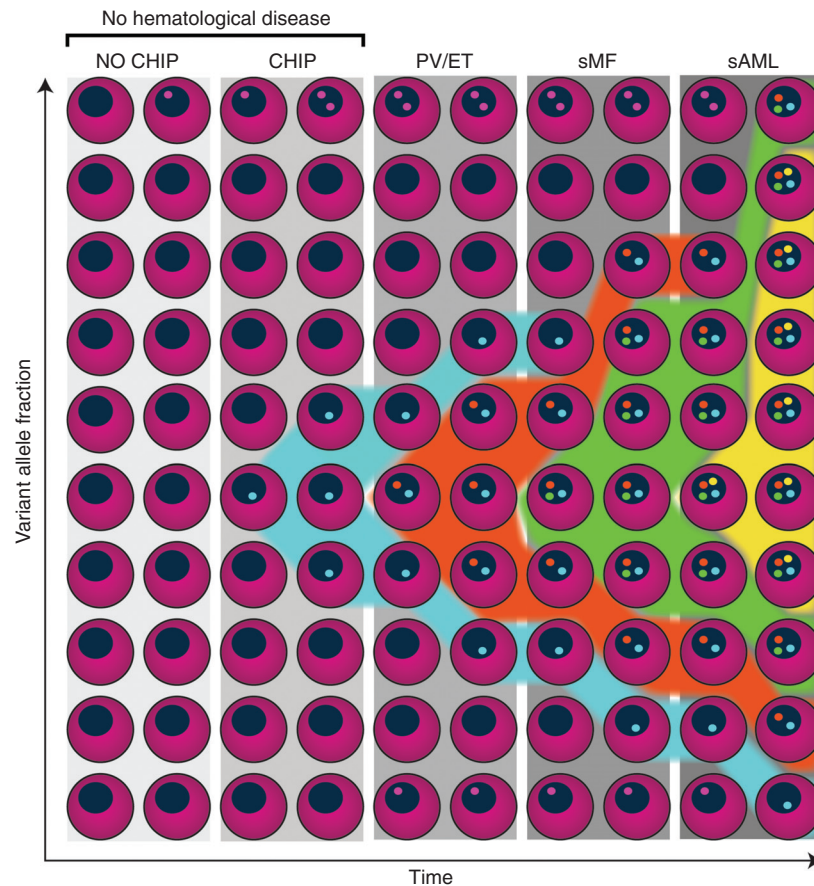 No hematological disease
NO CHIP
CHIP
PV/ET
sMF
sAML
Variant allele fraction
Time